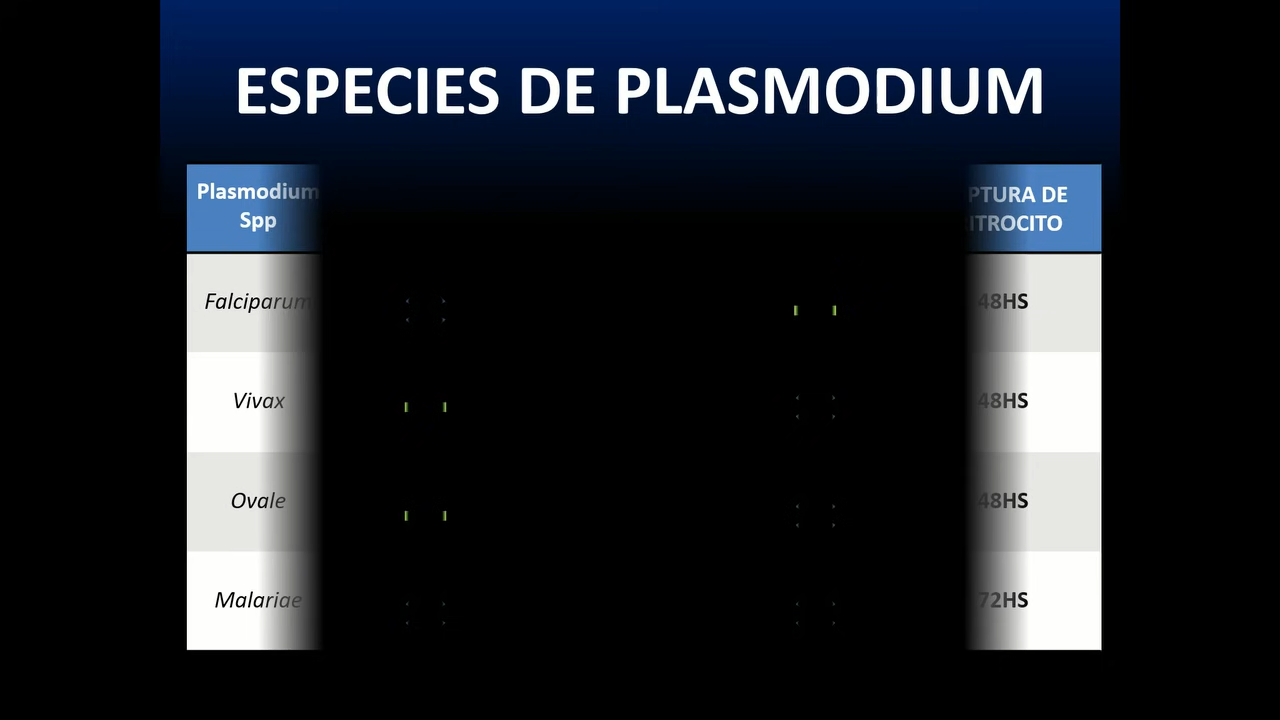 ESPECIES DE PLASMODIUM
Plasmodium
Spp
PTURA DE
ITROCITO
Falciparum
48HS
Vivax
48HS
Ovale
48HS
Malariae
72HS